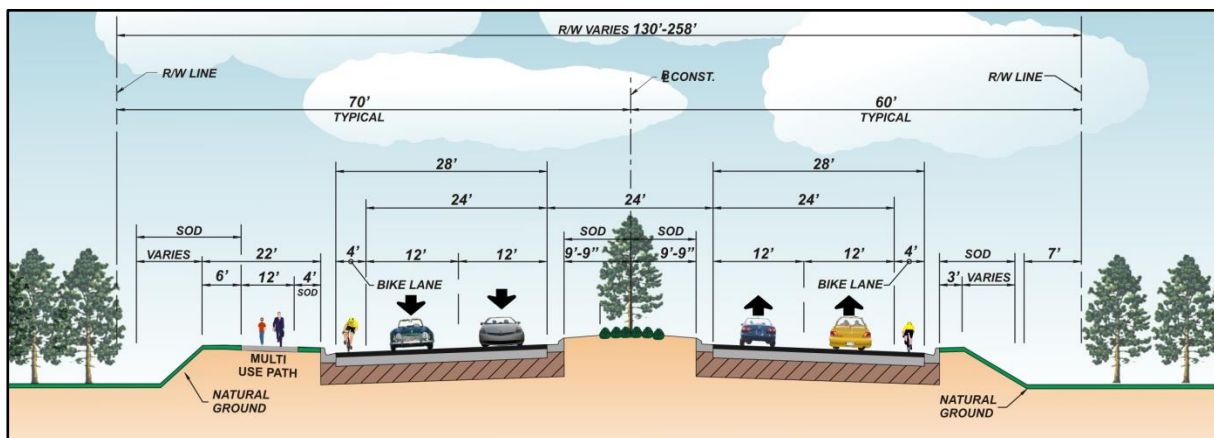 R/W VARIES 130'-258'
R/W LINE
℄ CONST.
R/W LINE
70'
TYPICAL
60'
TYPICAL
28'
28'
24'
24'
24'
SOD
SOD
SOD
VARIES
22'
4'
12'
12'
9'-9"
9'-9"
12'
12'
4'
SOD
7'
6'
12'
4'
SOD
BIKE LANE
BIKE LANE
3'
VARIES
MULTI
USE PATH
NATURAL
GROUND
NATURAL
GROUND